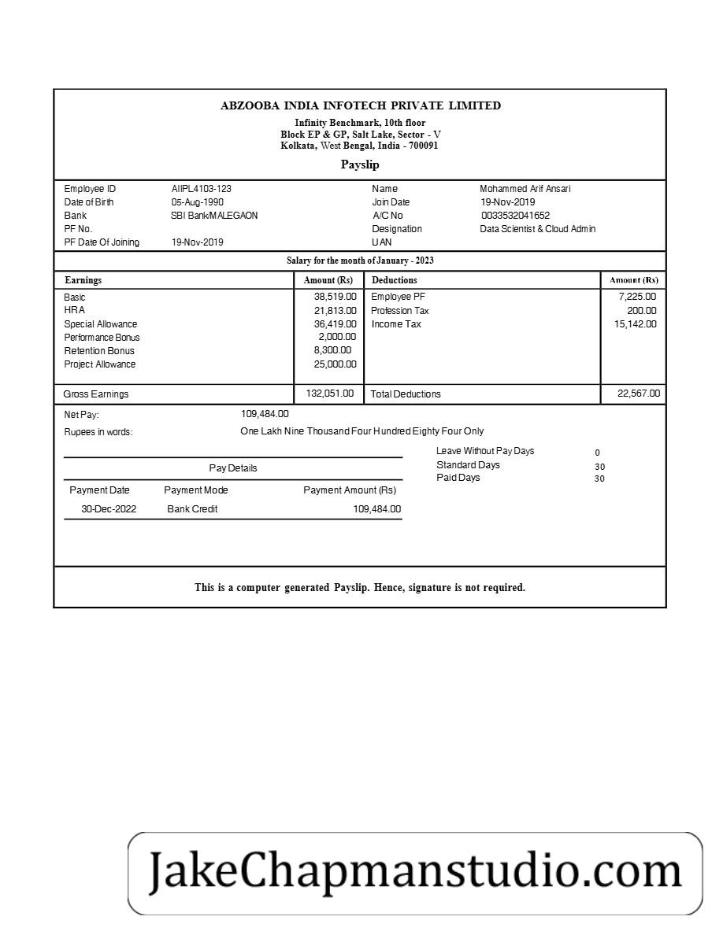 ABZOOBA INDIA INFOTECH PRIVATE LIMITED
Infinity Benchmark, 10th floor
Block EP & GP, Salt Lake, Sector - V
Kolkata, West Bengal, India - 700091
Payslip
Employee ID AIIPL4103-123 Name Mohammed Arif Ansari
Date of Birth 05-Aug-1990 Join Date 19-Nov-2019
Bank SBI Bank/MALEGAON A/C No 0033532041652
PF No. Designation Data Scientist & Cloud Admin
PF Date Of Joining 19-Nov-2019 UAN
Salary for the month of January - 2023
Earnings Amount (Rs) Deductions Amount (Rs)
Basic 38,519.00 Employee PF 7,225.00
HRA 21,813.00 Profession Tax 200.00
Special Allowance 36,419.00 Income Tax 15,142.00
Performance Bonus 2,000.00
Retention Bonus 8,300.00
Project Allowance 25,000.00
Gross Earnings 132,051.00 Total Deductions 22,567.00
Net Pay: 109,484.00
Rupees in words: One Lakh Nine Thousand Four Hundred Eighty Four Only
Leave Without Pay Days 0
Pay Details Standard Days 30
Paid Days 30
Payment Date Payment Mode Payment Amount (Rs)
30-Dec-2022 Bank Credit 109,484.00
This is a computer generated Payslip. Hence, signature is not required.
JakeChapmanstudio.com